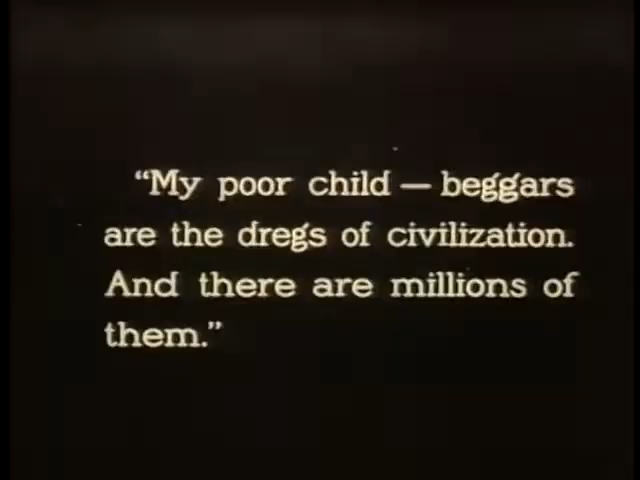 “My poor child — beggars
are the dregs of civilization.
And there are millions of
them.”